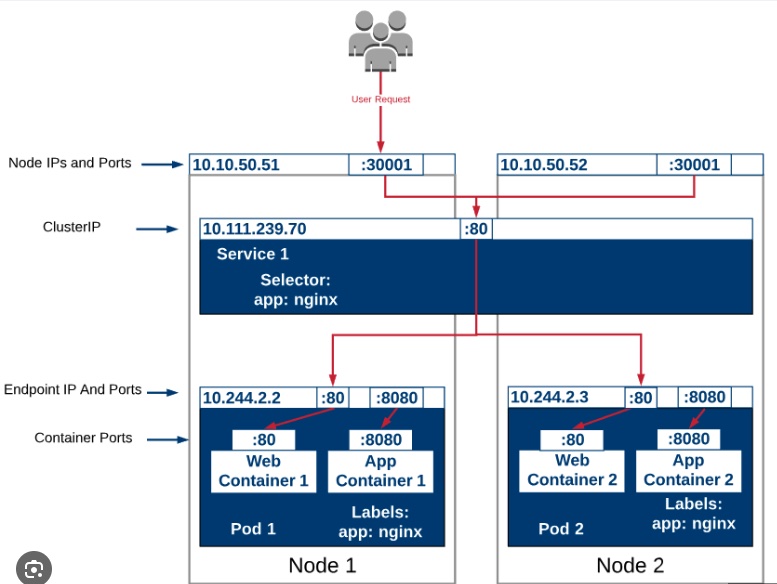 User Request
Node IPs and Ports
10.10.50.51 :30001
10.10.50.52 :30001
ClusterIP
10.111.239.70 :80
Service 1
Selector:
app: nginx
Endpoint IP And Ports
10.244.2.2 :80 :8080
10.244.2.3 :80 :8080
Container Ports
:80
Web
Container 1
:8080
App
Container 1
Labels:
app: nginx
Pod 1
Node 1
:80
Web
Container 2
:8080
App
Container 2
Labels:
app: nginx
Pod 2
Node 2